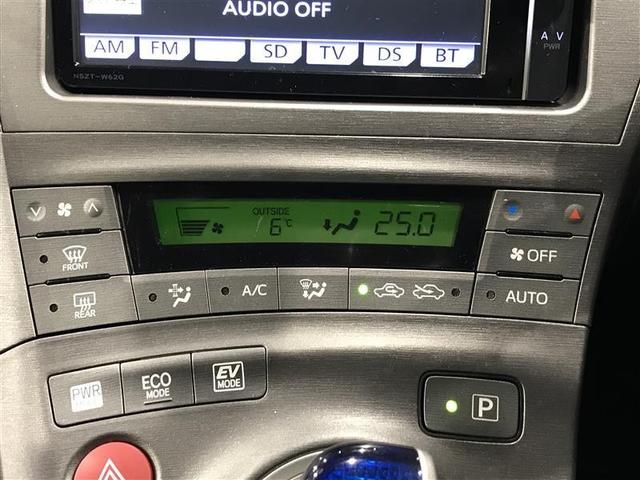 AUDIO OFF
AM FM SD TV DS BT
NSZT-W62G
A V
PWR
OUTSIDE
6℃ 25.0
FRONT
OFF
REAR
A/C
AUTO
PWR
ECO
MODE
EV
MODE
P